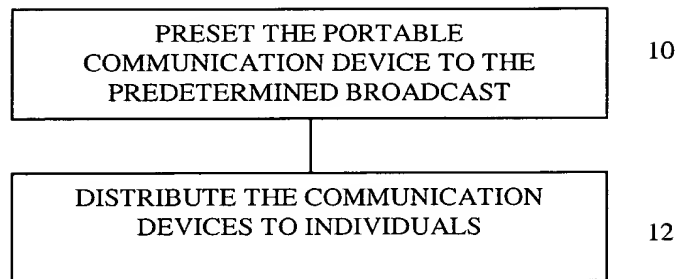 PRESET THE PORTABLE
COMMUNICATION DEVICE TO THE
PREDETERMINED BROADCAST
10
DISTRIBUTE THE COMMUNICATION
DEVICES TO INDIVIDUALS
12